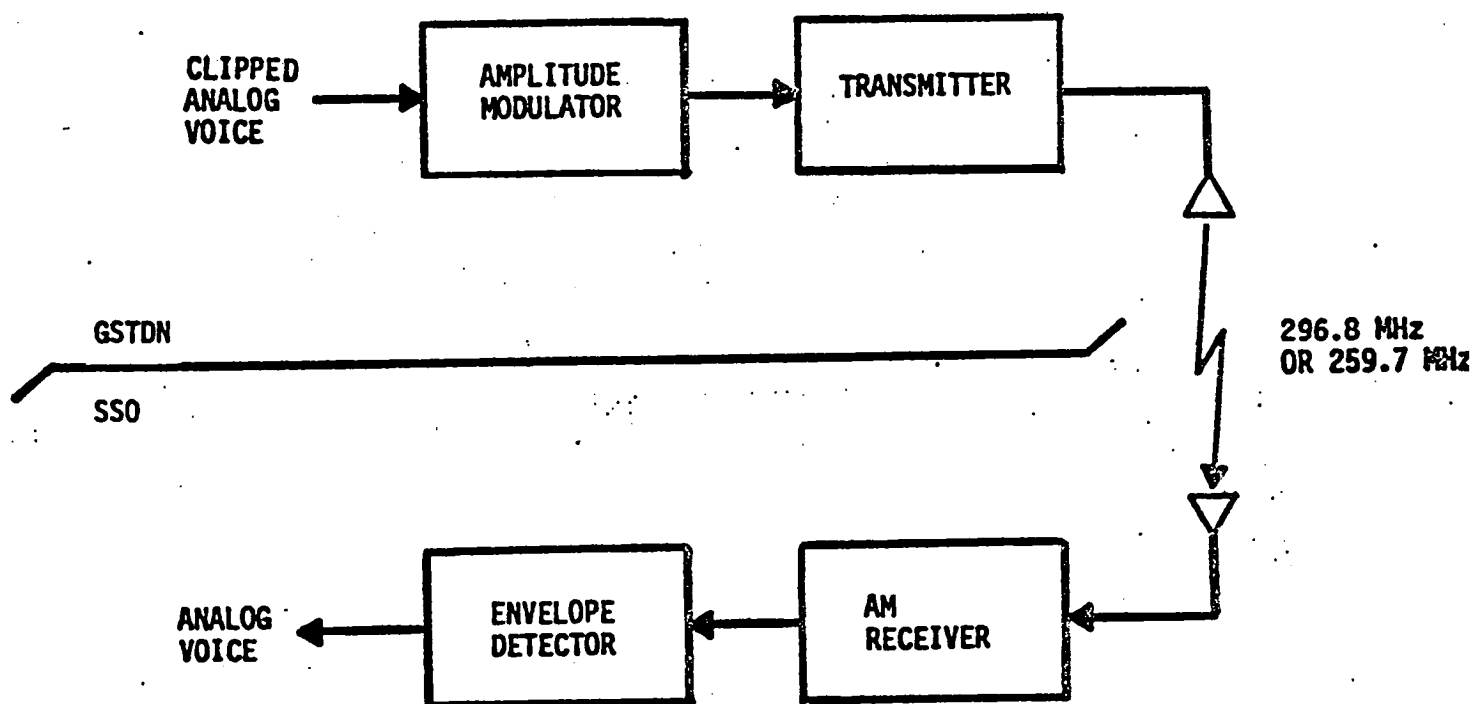 CLIPPED
ANALOG
VOICE
AMPLITUDE
MODULATOR
TRANSMITTER
GSTDN
296.8 MHz
OR 259.7 MHz
SSO
ANALOG
VOICE
ENVELOPE
DETECTOR
AM
RECEIVER